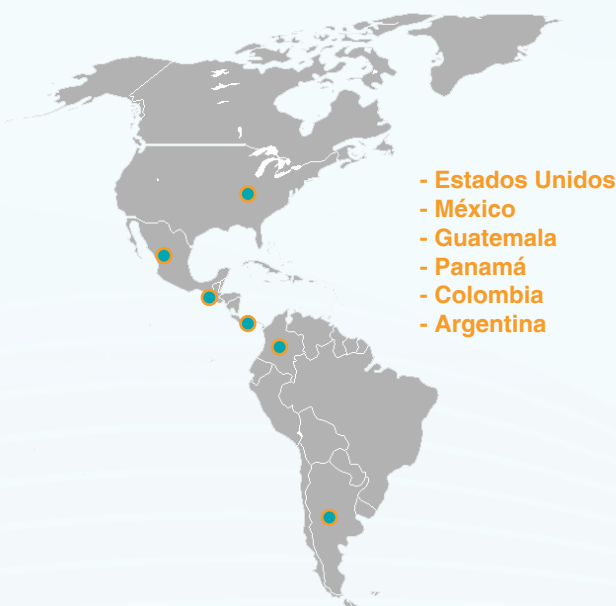 - Estados Unidos
- México
- Guatemala
- Panamá
- Colombia
- Argentina